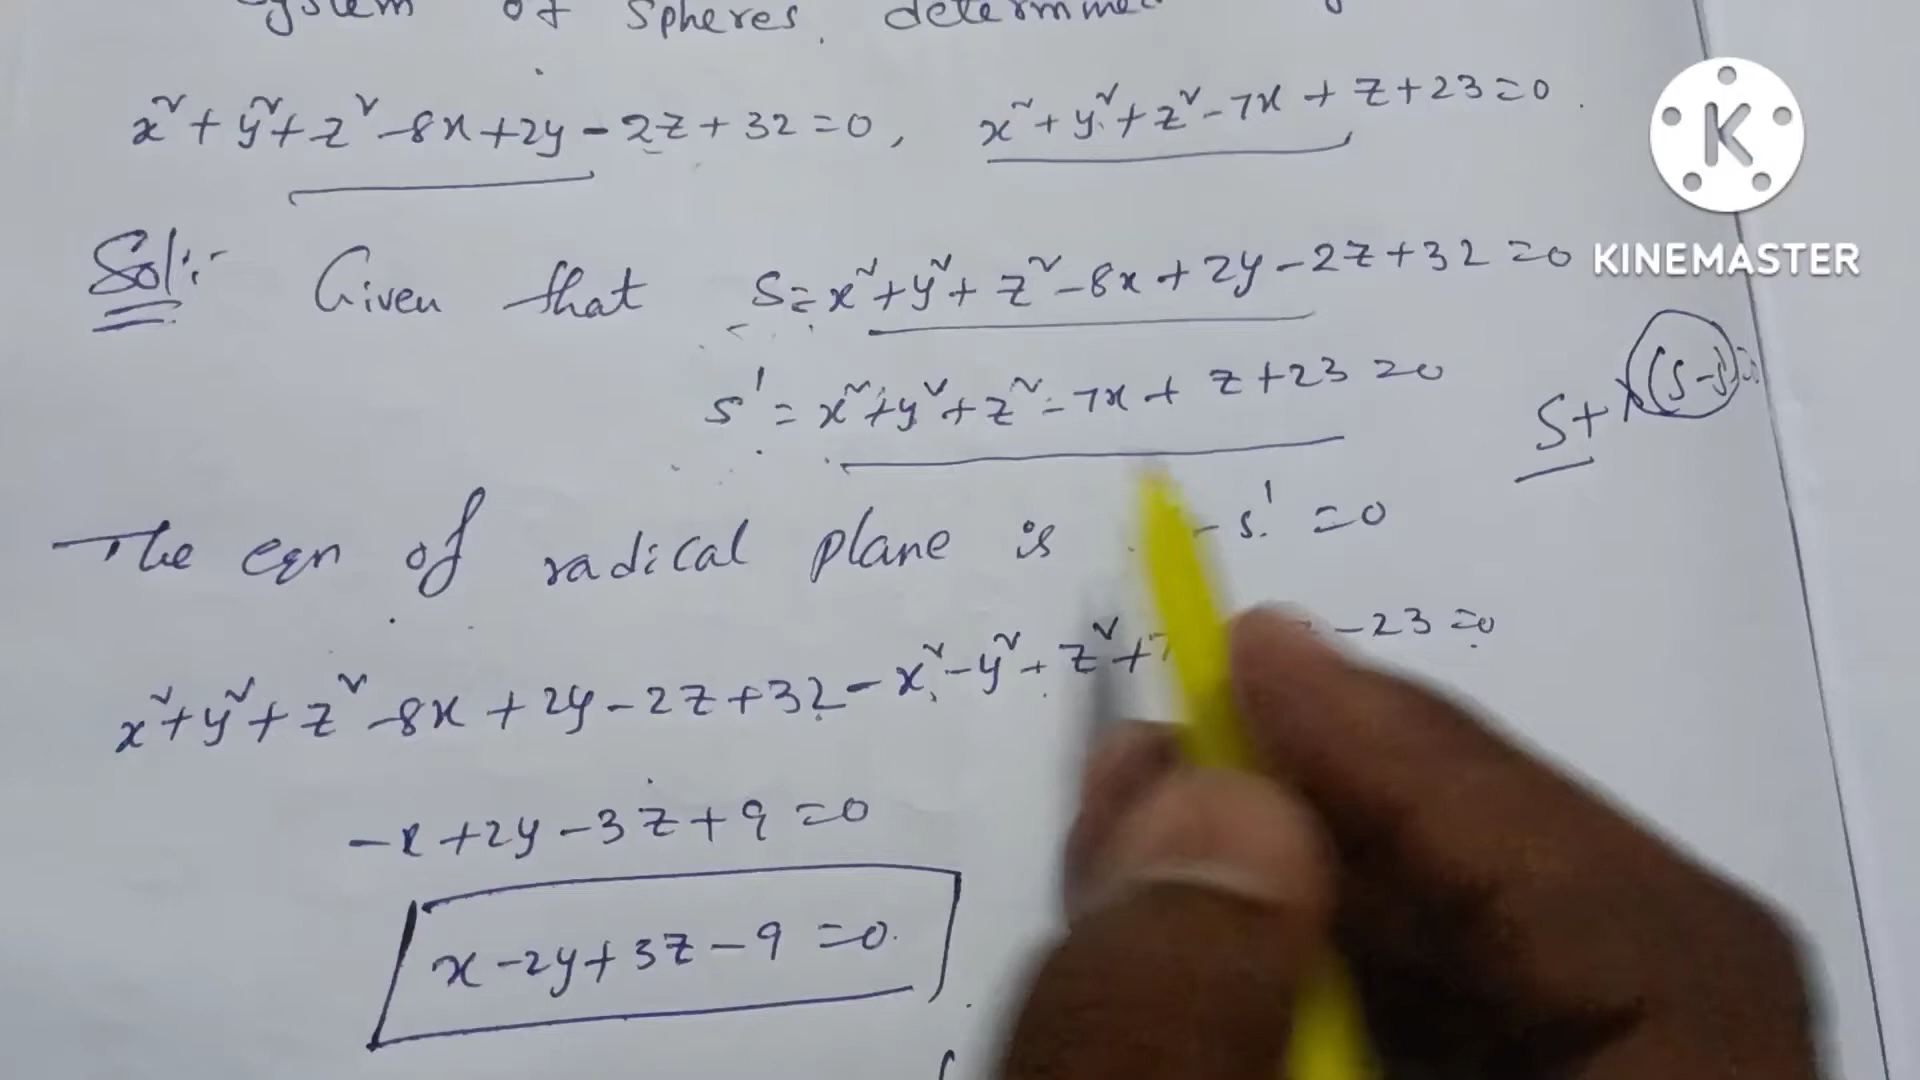 system of spheres determined
x²+y²+z²-8x+2y-2z+32=0, x²+y²+z²-7x+z+23=0.
Sol:- Given that S=x²+y²+z²-8x+2y-2z+32=0
s'=x²+y²+z²-7x+z+23=0
S+λ(S-S')=
The eqn of radical plane is -s'=0
x²+y²+z²-8x+2y-2z+32-x²-y²+z²+7 -23=0
-x+2y-3z+9=0
x-2y+3z-9=0.
K
KINEMASTER